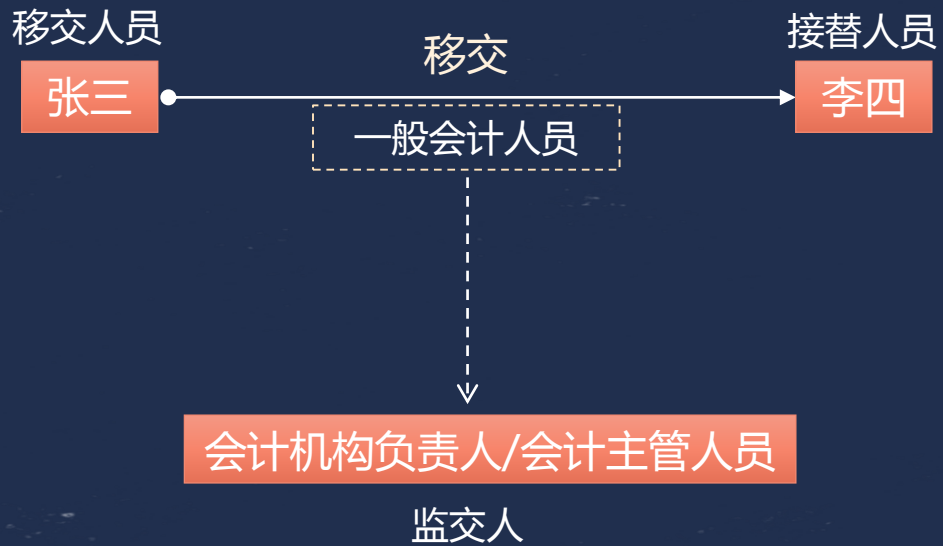 移交人员
接替人员
移交
张三
李四
一般会计人员
会计机构负责人/会计主管人员
监交人